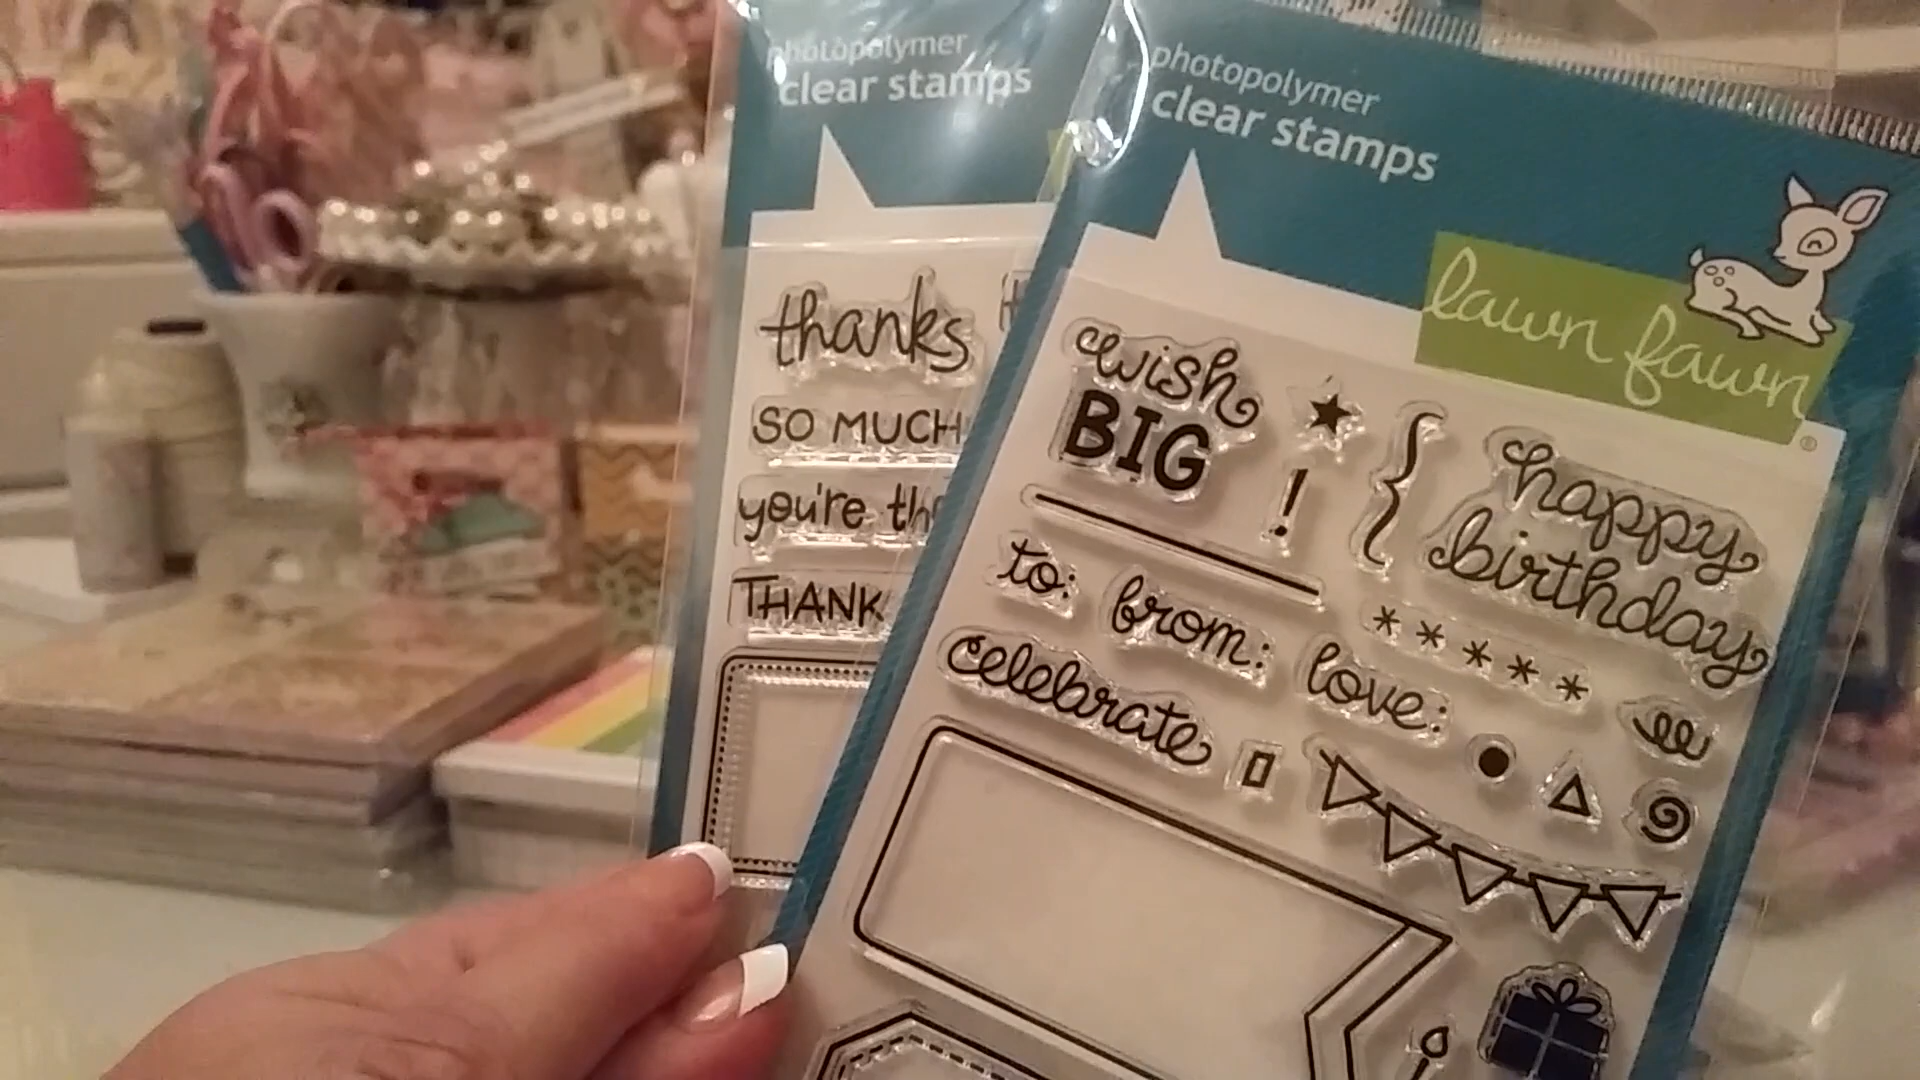 photopolymer
clear stamps
thanks
SO MUCH
you're the
THANK
photopolymer
clear stamps
lawn fawn
®
wish
BIG
!
happy
birthday
to: from: love:
* * * * *
celebrate